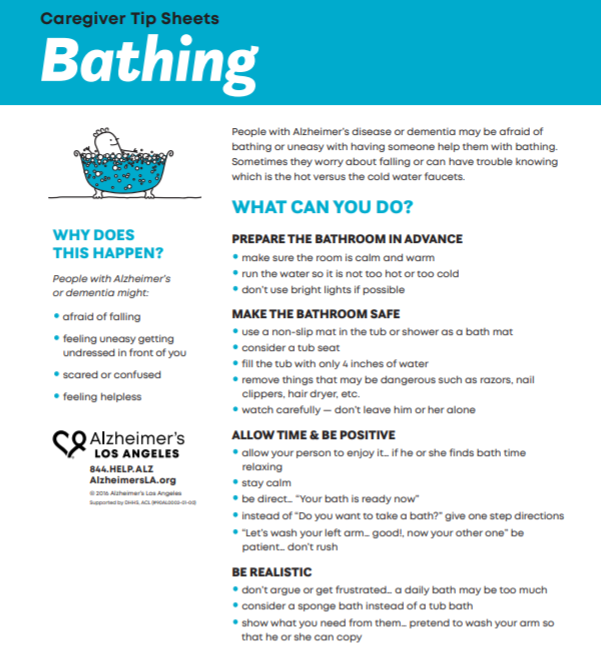 Caregiver Tip Sheets
Bathing
People with Alzheimer's disease or dementia may be afraid of
bathing or uneasy with having someone help them with bathing.
Sometimes they worry about falling or can have trouble knowing
which is the hot versus the cold water faucets.
WHY DOES
THIS HAPPEN?
People with Alzheimer's
or dementia might:
• afraid of falling
• feeling uneasy getting
undressed in front of you
• scared or confused
• feeling helpless
Alzheimer's
LOS ANGELES
844.HELP.ALZ
AlzheimersLA.org
© 2016 Alzheimer's Los Angeles
WHAT CAN YOU DO?
PREPARE THE BATHROOM IN ADVANCE
• make sure the room is calm and warm
• run the water so it is not too hot or too cold
• don't use bright lights if possible
MAKE THE BATHROOM SAFE
• use a non-slip mat in the tub or shower as a bath mat
• consider a tub seat
• fill the tub with only 4 inches of water
• remove things that may be dangerous such as razors, nail
clippers, hair dryer, etc.
• watch carefully — don't leave him or her alone
ALLOW TIME & BE POSITIVE
• allow your person to enjoy it… if he or she finds bath time
relaxing
• stay calm
• be direct… "Your bath is ready now"
• instead of "Do you want to take a bath?" give one step directions
• "Let's wash your left arm… good!, now your other one" be
patient… don't rush
BE REALISTIC
• don't argue or get frustrated… a daily bath may be too much
• consider a sponge bath instead of a tub bath
• show what you need from them… pretend to wash your arm so
that he or she can copy